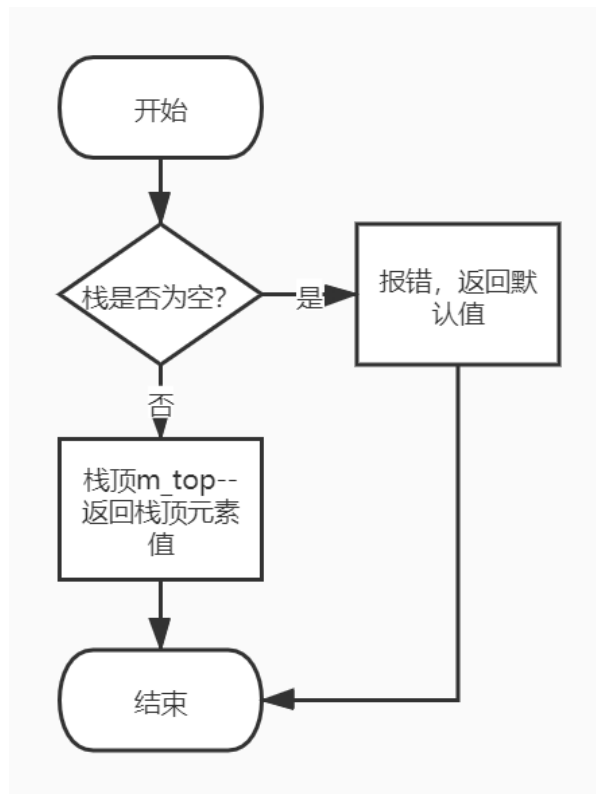 开始
栈是否为空？
是
报错，返回默
认值
否
栈顶m_top--
返回栈顶元素
值
结束